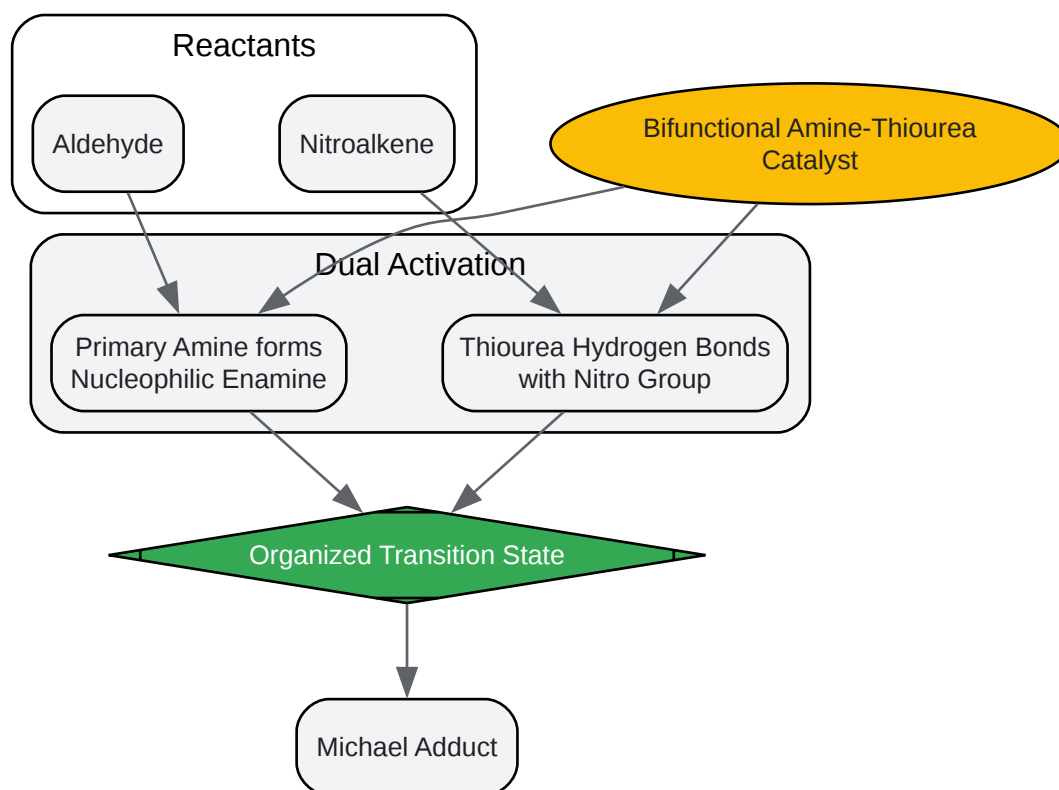 Reactants
Aldehyde
Nitroalkene
Bifunctional Amine-Thiourea
Catalyst
Dual Activation
Primary Amine forms
Nucleophilic Enamine
Thiourea Hydrogen Bonds
with Nitro Group
Organized Transition State
Michael Adduct